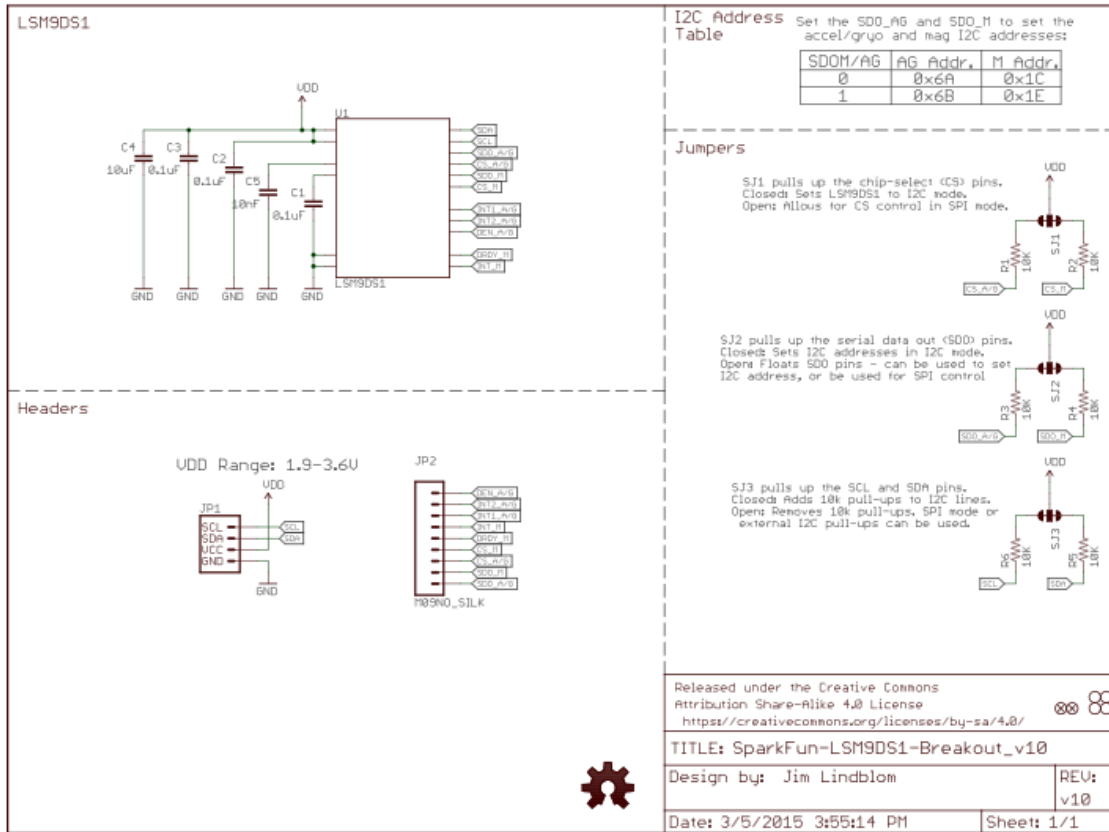 LSM9DS1
VDD
U1
C4
10uF
C3
0.1uF
C2
0.1uF
C5
10nF
C1
0.1uF
SDA
SCL
SDO_A/G
CS_A/G
SDO_M
CS_M
INT1_A/G
INT2_A/G
DEN_A/G
DRDY_M
INT_M
LSM9DS1
GND
GND
GND
GND
GND
I2C Address
Table
Set the SDO_AG and SDO_M to set the
accel/gryo and mag I2C addresses:
SDOM/AG AG Addr. M Addr.
0 0x6A 0x1C
1 0x6B 0x1E
Jumpers
SJ1 pulls up the chip-select (CS) pins.
Closed: Sets LSM9DS1 to I2C mode.
Open: Allows for CS control in SPI mode.
VDD
SJ1
R1
10K
R2
10K
CS_A/G
CS_M
SJ2 pulls up the serial data out (SDO) pins.
Closed: Sets I2C addresses in I2C mode.
Open: Floats SDO pins - can be used to set
I2C address, or be used for SPI control
VDD
SJ2
R3
10K
R4
10K
SDO_A/G
SDO_M
SJ3 pulls up the SCL and SDA pins.
Closed: Adds 10k pull-ups to I2C lines.
Open: Removes 10k pull-ups. SPI mode or
external I2C pull-ups can be used.
VDD
SJ3
R6
10K
R5
10K
SCL
SDA
Headers
VDD Range: 1.9-3.6V
VDD
JP1
SCL
SDA
VCC
GND
SCL
SDA
GND
JP2
DEN_A/G
INT2_A/G
INT1_A/G
INT_M
DRDY_M
CS_M
CS_A/G
SDO_M
SDO_A/G
M09NO_SILK
Released under the Creative Commons
Attribution Share-Alike 4.0 License
https://creativecommons.org/licenses/by-sa/4.0/
TITLE: SparkFun-LSM9DS1-Breakout_v10
Design by: Jim Lindblom
REV:
v10
Date: 3/5/2015 3:55:14 PM
Sheet: 1/1